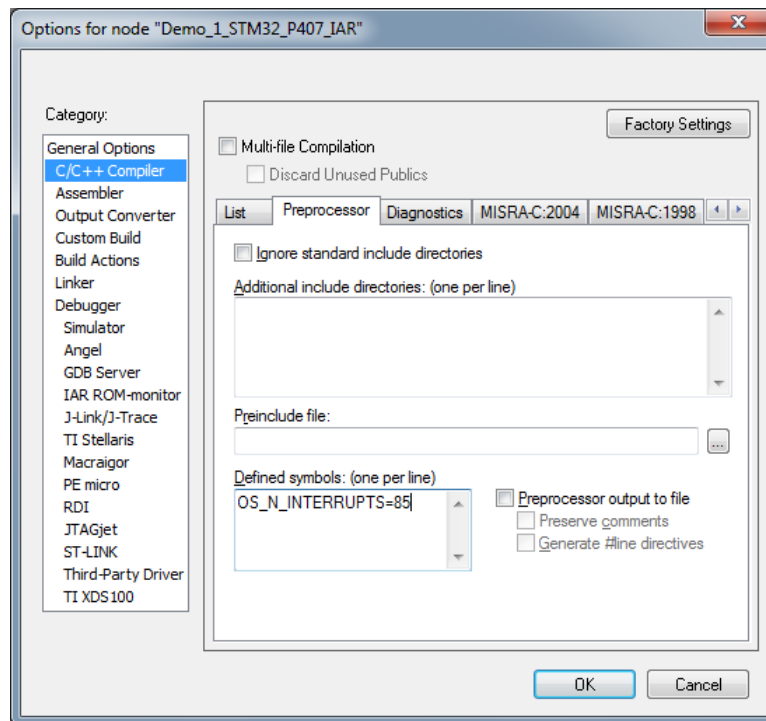 Options for node "Demo_1_STM32_P407_IAR"
Category:
General Options
C/C++ Compiler
Assembler
Output Converter
Custom Build
Build Actions
Linker
Debugger
Simulator
Angel
GDB Server
IAR ROM-monitor
J-Link/J-Trace
TI Stellaris
Macraigor
PE micro
RDI
JTAGjet
ST-LINK
Third-Party Driver
TI XDS100
Factory Settings
Multi-file Compilation
Discard Unused Publics
List Preprocessor Diagnostics MISRA-C:2004 MISRA-C:1998
Ignore standard include directories
Additional include directories: (one per line)
Preinclude file:
...
Defined symbols: (one per line)
OS_N_INTERRUPTS=85
Preprocessor output to file
Preserve comments
Generate #line directives
OK Cancel